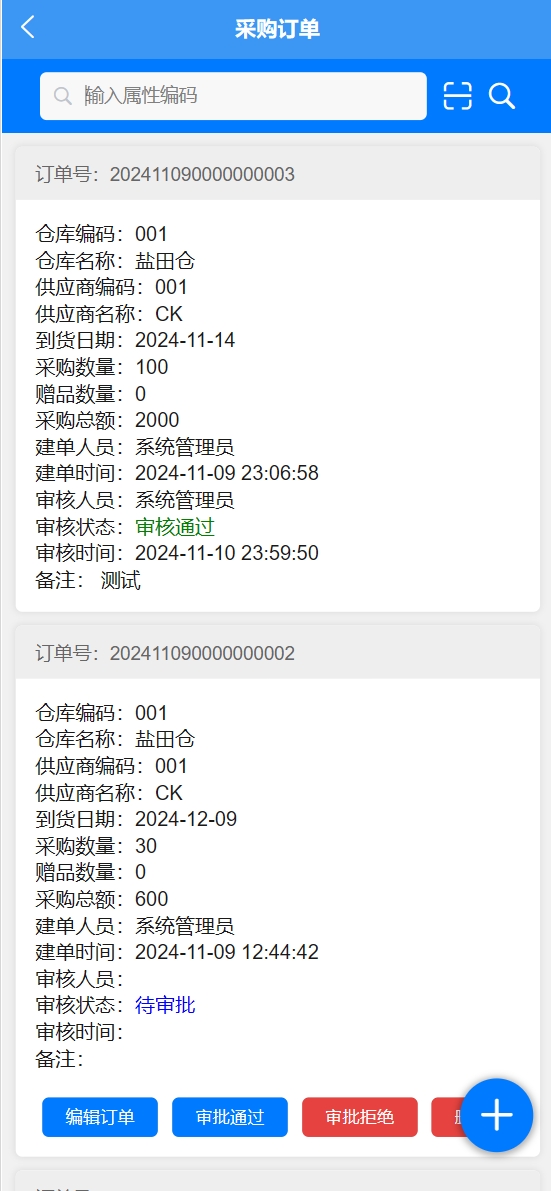 采购订单
输入属性编码
订单号：202411090000000003
仓库编码：001
仓库名称：盐田仓
供应商编码：001
供应商名称：CK
到货日期：2024-11-14
采购数量：100
赠品数量：0
采购总额：2000
建单人员：系统管理员
建单时间：2024-11-09 23:06:58
审核人员：系统管理员
审核状态：审核通过
审核时间：2024-11-10 23:59:50
备注： 测试
订单号：202411090000000002
仓库编码：001
仓库名称：盐田仓
供应商编码：001
供应商名称：CK
到货日期：2024-12-09
采购数量：30
赠品数量：0
采购总额：600
建单人员：系统管理员
建单时间：2024-11-09 12:44:42
审核人员：
审核状态：待审批
审核时间：
备注：
编辑订单 审批通过 审批拒绝